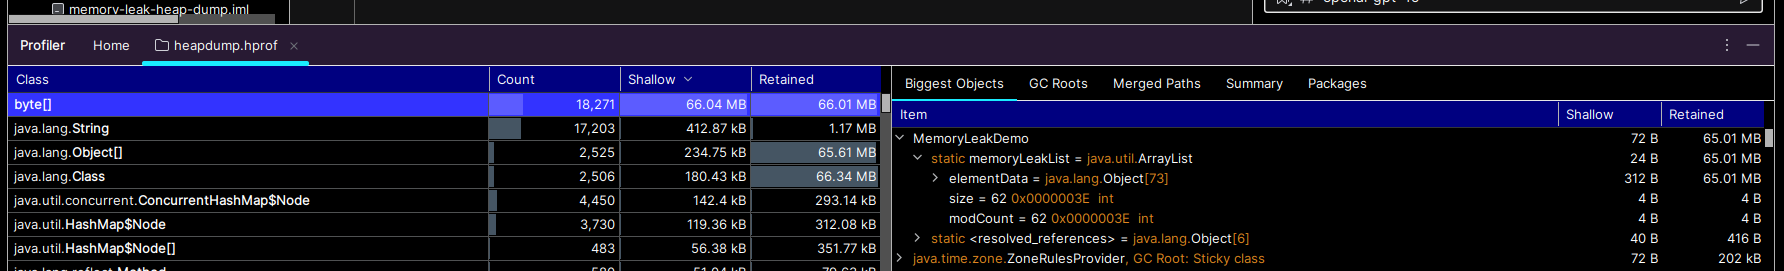 memory-leak-heap-dump.iml
Profiler Home heapdump.hprof ×
Class Count Shallow Retained
byte[] 18,271 66.04 MB 66.01 MB
java.lang.String 17,203 412.87 kB 1.17 MB
java.lang.Object[] 2,525 234.75 kB 65.61 MB
java.lang.Class 2,506 180.43 kB 66.34 MB
java.util.concurrent.ConcurrentHashMap$Node 4,450 142.4 kB 293.14 kB
java.util.HashMap$Node 3,730 119.36 kB 312.08 kB
java.util.HashMap$Node[] 483 56.38 kB 351.77 kB
Biggest Objects GC Roots Merged Paths Summary Packages
Item Shallow Retained
MemoryLeakDemo 72 B 65.01 MB
static memoryLeakList = java.util.ArrayList 24 B 65.01 MB
elementData = java.lang.Object[73] 312 B 65.01 MB
size = 62 0x0000003E int 4 B 4 B
modCount = 62 0x0000003E int 4 B 4 B
static <resolved_references> = java.lang.Object[6] 40 B 416 B
java.time.zone.ZoneRulesProvider, GC Root: Sticky class 72 B 202 kB